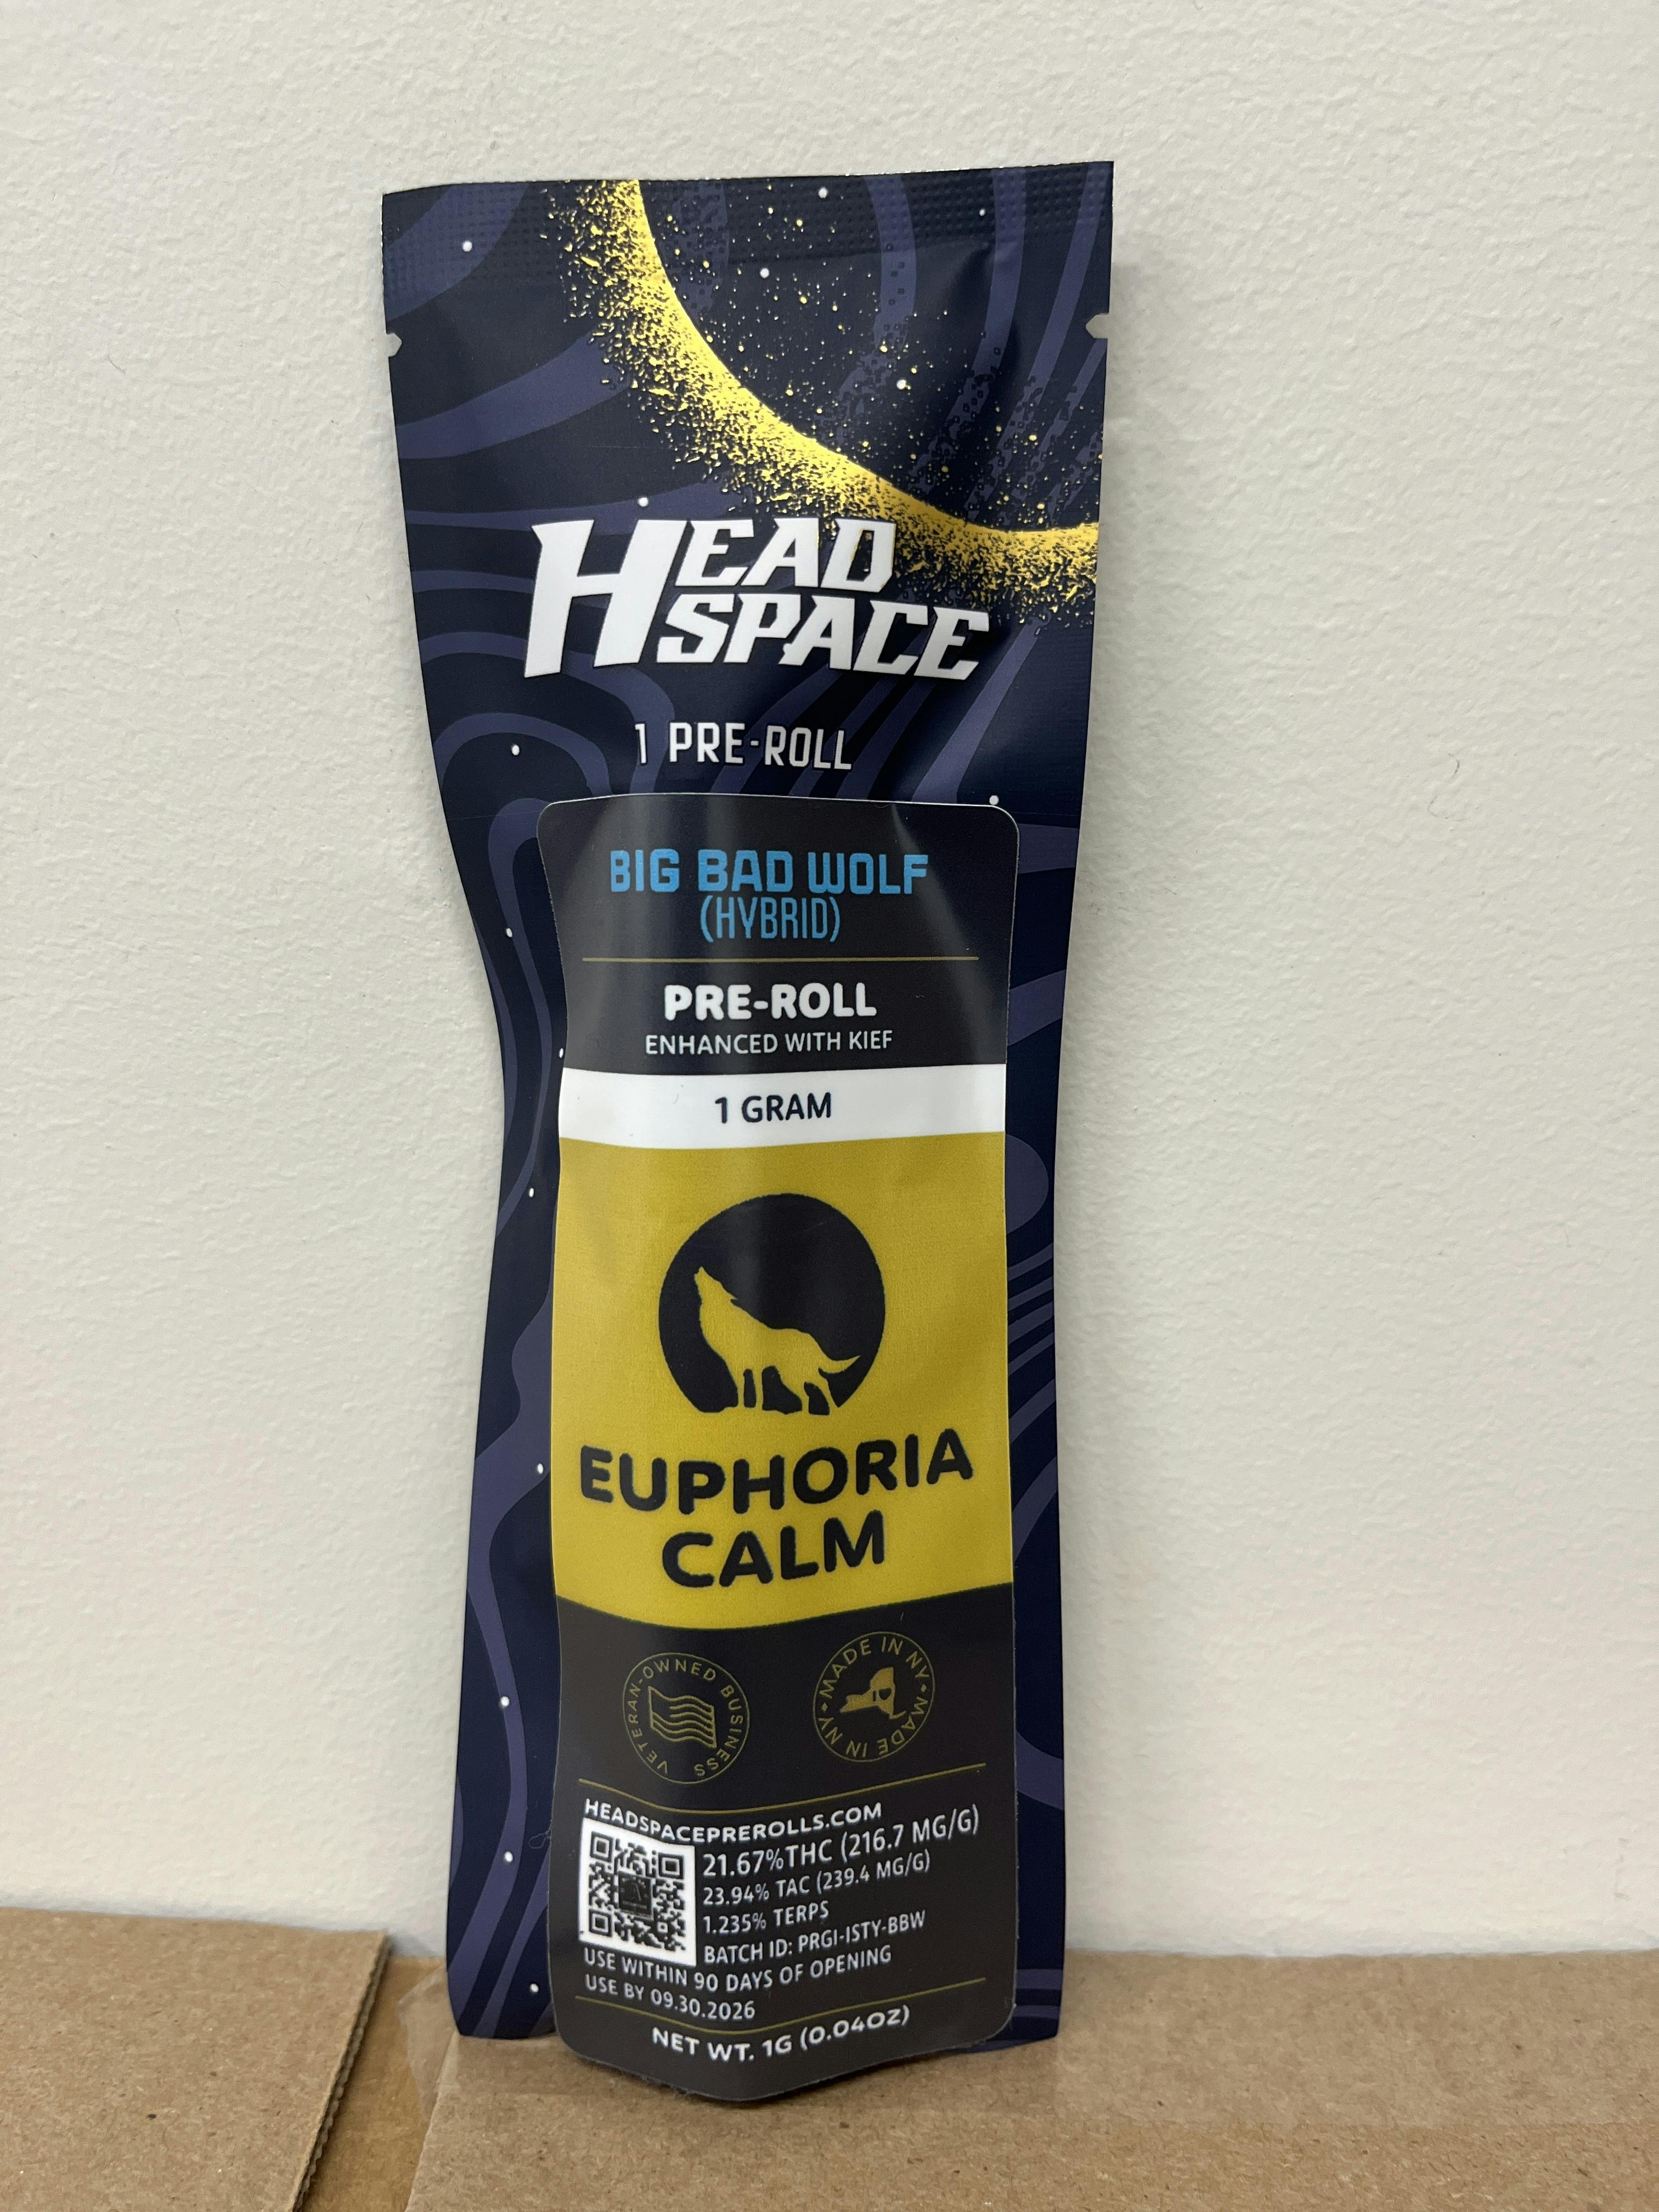 HEAD
SPACE
1 PRE-ROLL
BIG BAD WOLF
(HYBRID)
PRE-ROLL
ENHANCED WITH KIEF
1 GRAM
EUPHORIA
CALM
VETERAN-OWNED BUSINESS
MADE IN NY • MADE IN NY •
HEADSPACEPREROLLS.COM
21.67%THC (216.7 MG/G)
23.94% TAC (239.4 MG/G)
1.235% TERPS
BATCH ID: PRGI-ISTY-BBW
USE WITHIN 90 DAYS OF OPENING
USE BY 09.30.2026
NET WT. 1G (0.04OZ)